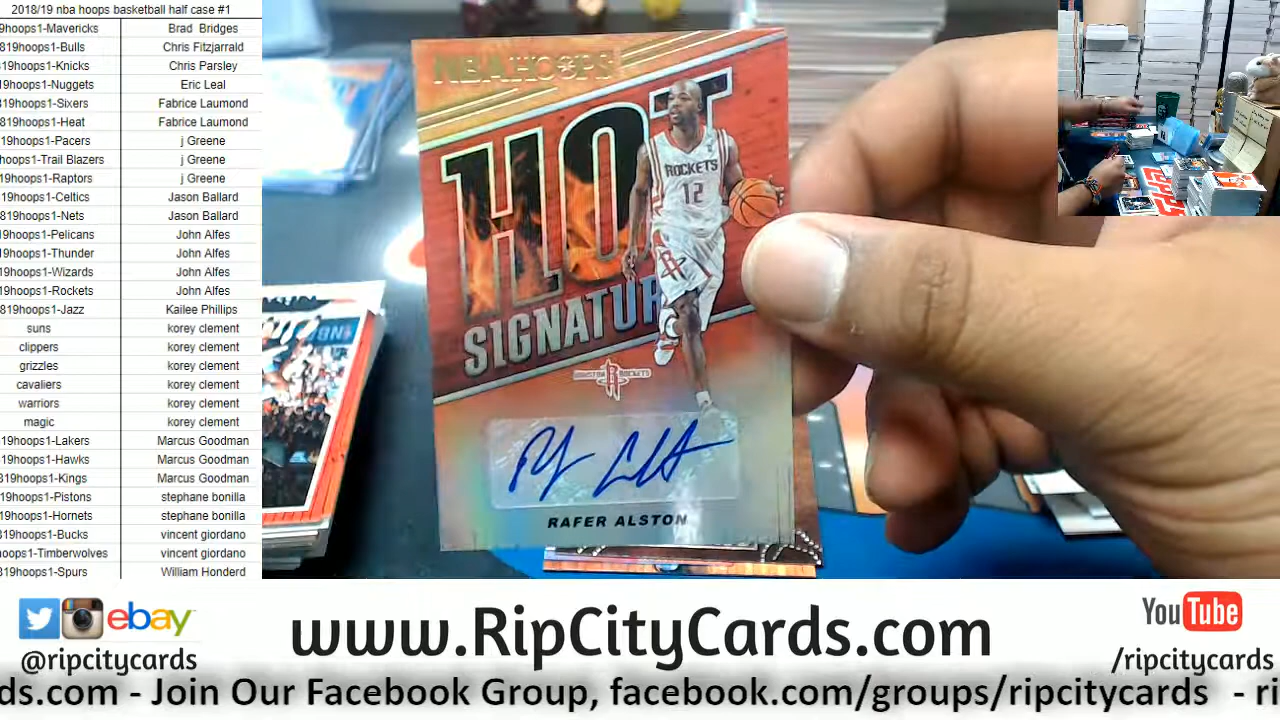 2018/19 nba hoops basketball half case #1
9hoops1-Mavericks Brad Bridges
819hoops1-Bulls Chris Fitzjarrald
19hoops1-Knicks Chris Parsley
19hoops1-Nuggets Eric Leal
819hoops1-Sixers Fabrice Laumond
819hoops1-Heat Fabrice Laumond
19hoops1-Pacers j Greene
hoops1-Trail Blazers j Greene
19hoops1-Raptors j Greene
19hoops1-Celtics Jason Ballard
819hoops1-Nets Jason Ballard
19hoops1-Pelicans John Alfes
19hoops1-Thunder John Alfes
19hoops1-Wizards John Alfes
19hoops1-Rockets John Alfes
819hoops1-Jazz Kailee Phillips
suns korey clement
clippers korey clement
grizzles korey clement
cavaliers korey clement
warriors korey clement
magic korey clement
19hoops1-Lakers Marcus Goodman
19hoops1-Hawks Marcus Goodman
819hoops1-Kings Marcus Goodman
19hoops1-Pistons stephane bonilla
19hoops1-Hornets stephane bonilla
819hoops1-Bucks vincent giordano
hoops1-Timberwolves vincent giordano
819hoops1-Spurs William Honderd
NBA HOOPS
HOT
SIGNATUR
ROCKETS
12
HOUSTON ROCKETS
RAFER ALSTON
ebay
@ripcitycards
www.RipCityCards.com
YouTube
/ripcitycards
ds.com - Join Our Facebook Group, facebook.com/groups/ripcitycards - ri